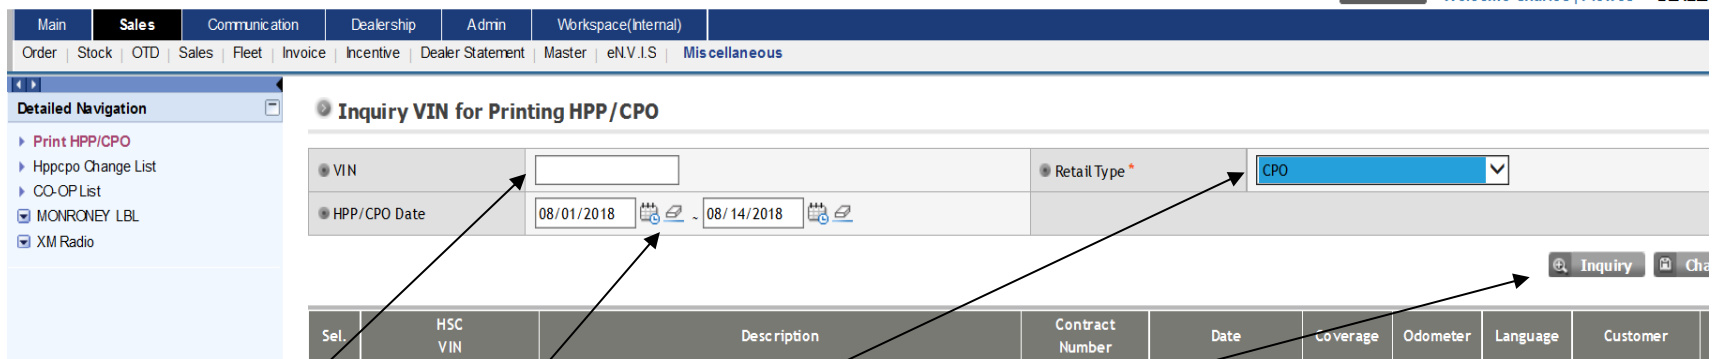 Main Sales Communication Dealership Admin Workspace(Internal)
Order Stock OTD Sales Fleet Invoice Incentive Dealer Statement Master eN.V.I.S Miscellaneous
Detailed Navigation
Print HPP/CPO
Hppcpo Change List
CO-OP List
MONRONEY LBL
XM Radio
Inquiry VIN for Printing HPP/CPO
VIN
Retail Type * CPO
HPP/CPO Date 08/01/2018 ~ 08/14/2018
Inquiry
Sel. HSC VIN Description Contract Number Date Coverage Odometer Language Customer